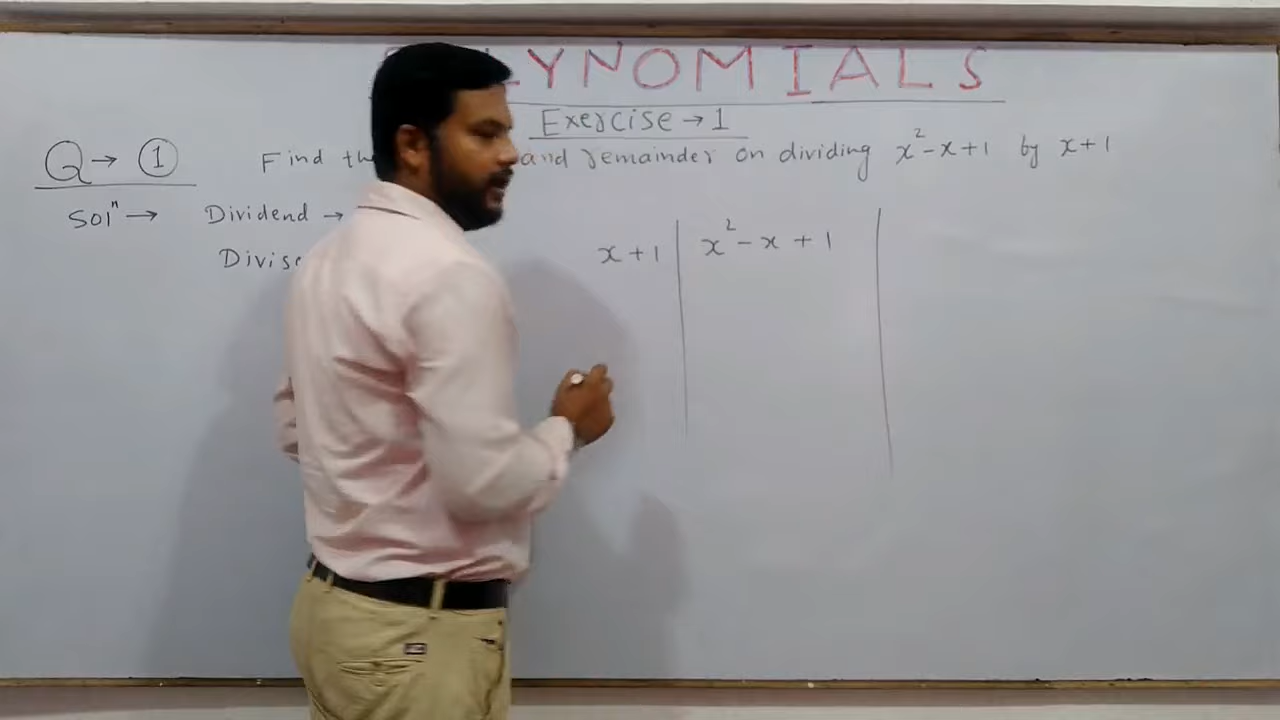 LYNOMIALS
Exercise → 1
Q → 1 Find th and remainder on dividing x²-x+1 by x+1
Solⁿ → Dividend →
Divis
x+1 | x²-x+1 |